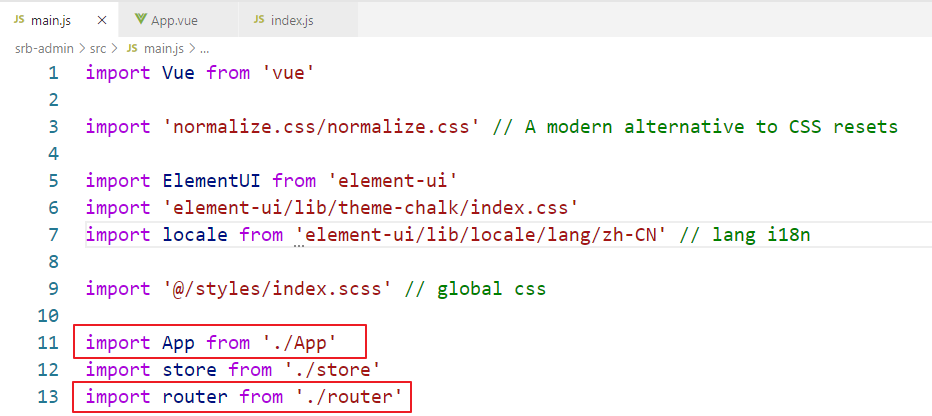 JS main.js × App.vue JS index.js
srb-admin > src > JS main.js > ...
1 import Vue from 'vue'
2
3 import 'normalize.css/normalize.css' // A modern alternative to CSS resets
4
5 import ElementUI from 'element-ui'
6 import 'element-ui/lib/theme-chalk/index.css'
7 import locale from 'element-ui/lib/locale/lang/zh-CN' // lang i18n
8
9 import '@/styles/index.scss' // global css
10
11 import App from './App'
12 import store from './store'
13 import router from './router'